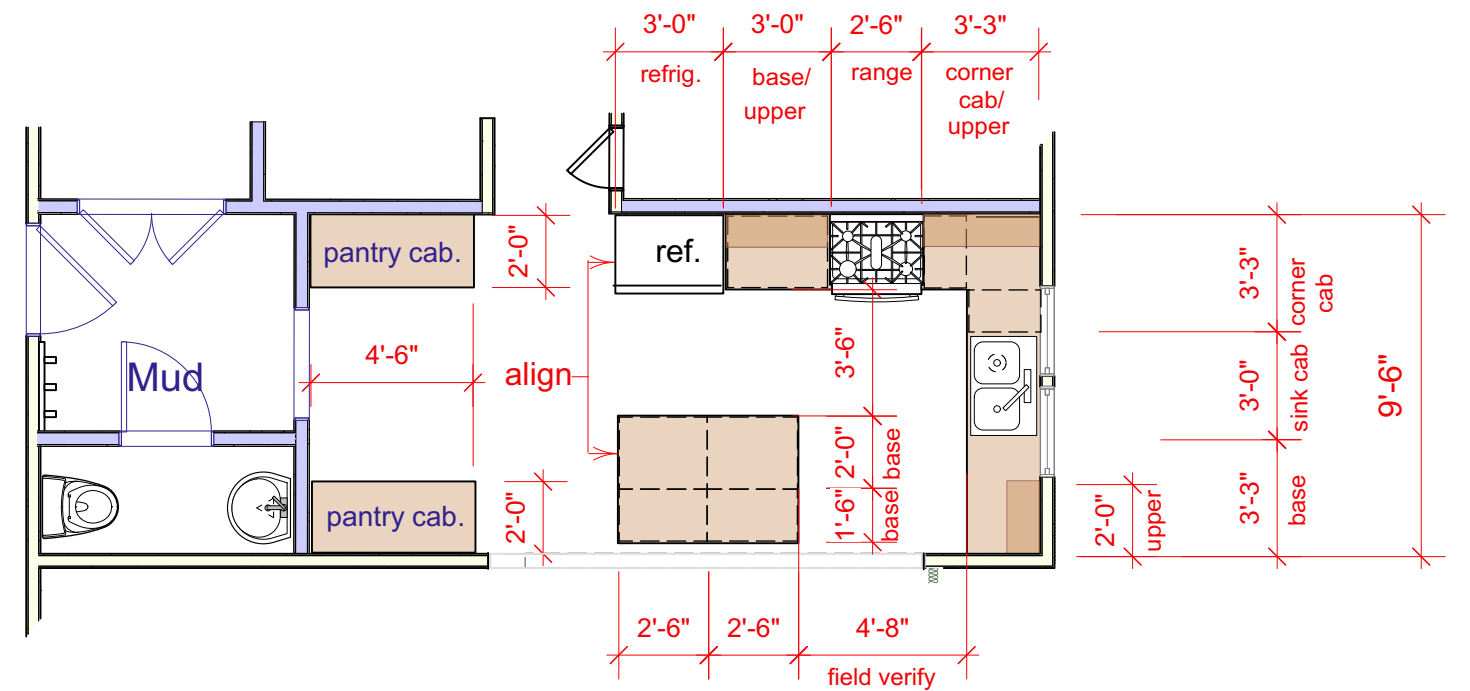 3'-0" 3'-0" 2'-6" 3'-3"
refrig. base/ range corner
upper cab/
upper
pantry cab. 2'-0" ref.
4'-6"
align
Mud
3'-6"
2'-0" base
1'-6" base
pantry cab. 2'-0"
3'-3" corner
cab
3'-0" sink cab
3'-3" base
2'-0" upper
9'-6"
2'-6" 2'-6" 4'-8"
field verify